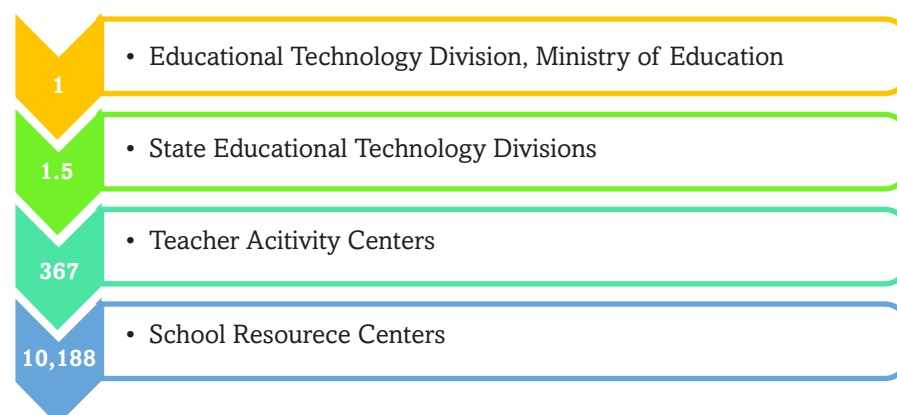 1
• Educational Technology Division, Ministry of Education
1.5
• State Educational Technology Divisions
367
• Teacher Acitivity Centers
10,188
• School Resourece Centers